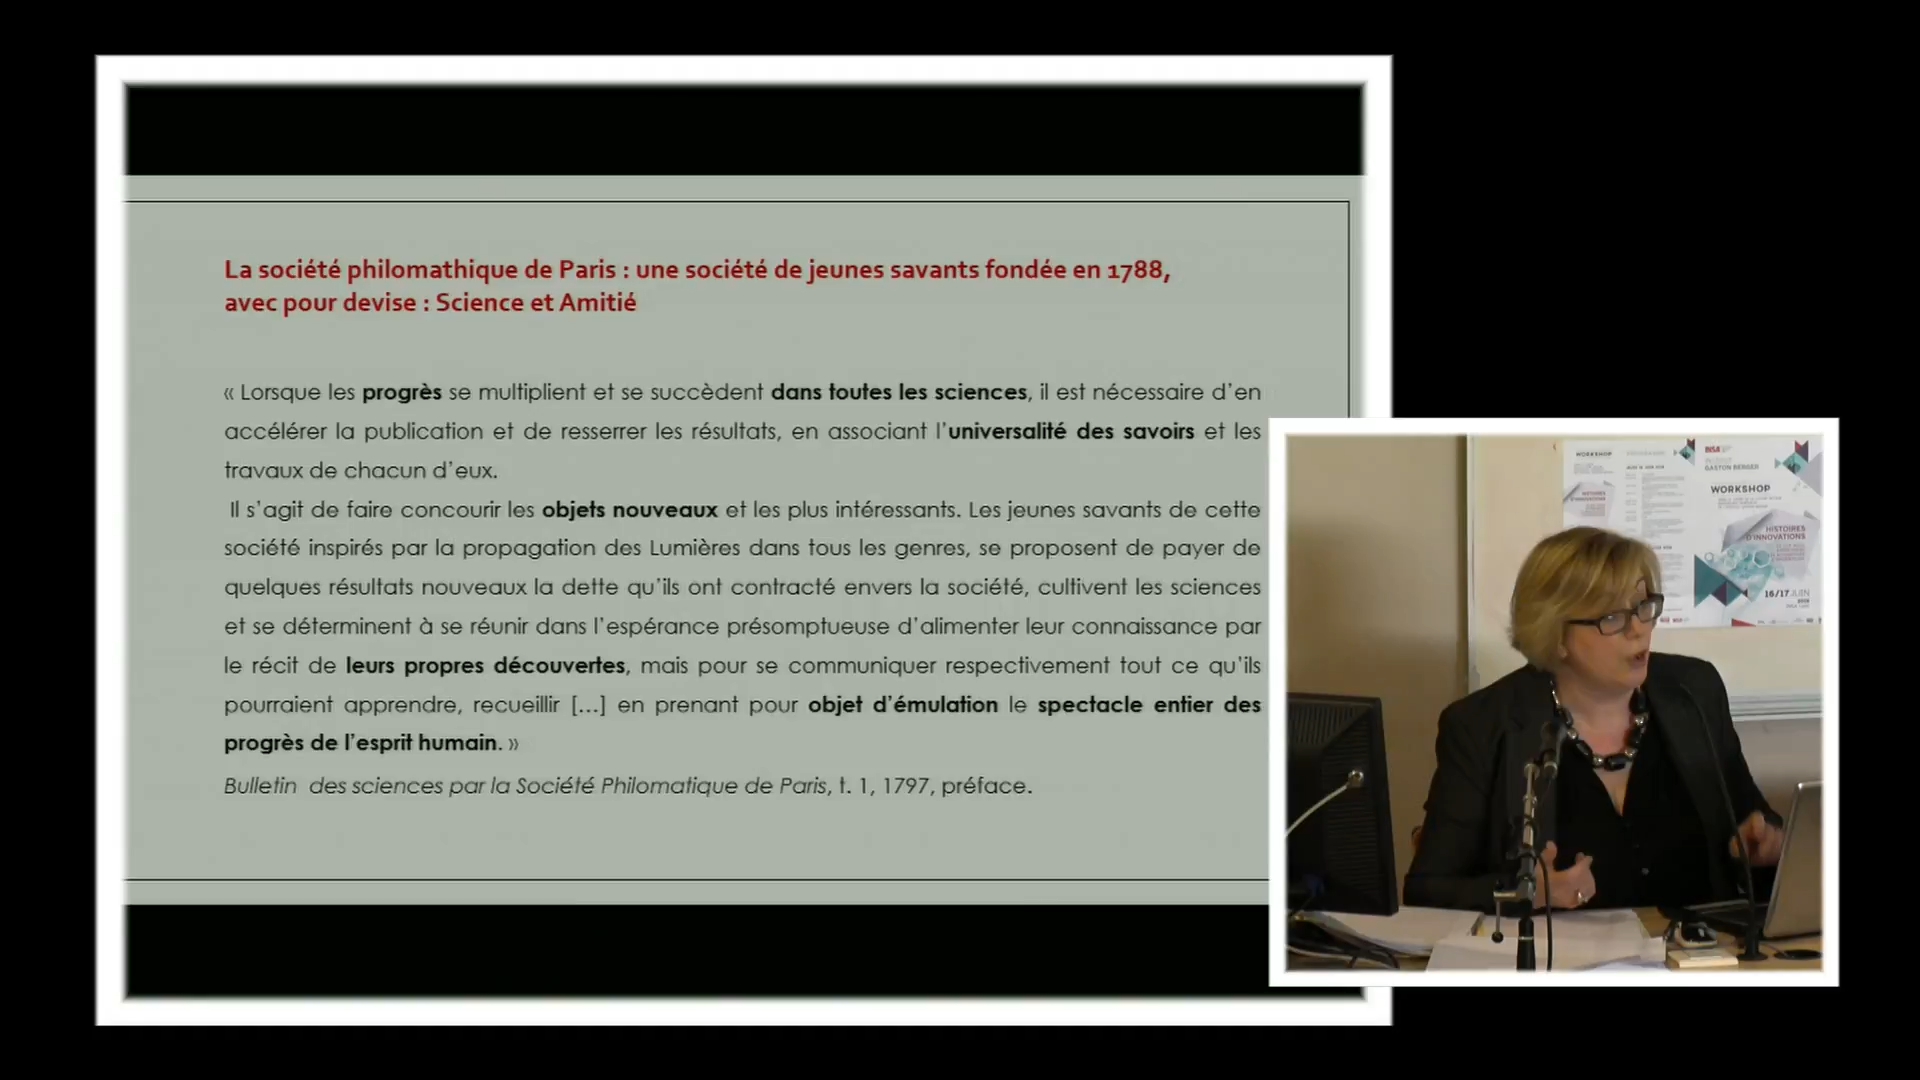 La société philomathique de Paris : une société de jeunes savants fondée en 1788,
avec pour devise : Science et Amitié
« Lorsque les progrès se multiplient et se succèdent dans toutes les sciences, il est nécessaire d’en
accélérer la publication et de resserrer les résultats, en associant l’universalité des savoirs et les
travaux de chacun d’eux.
Il s’agit de faire concourir les objets nouveaux et les plus intéressants. Les jeunes savants de cette
société inspirés par la propagation des Lumières dans tous les genres, se proposent de payer de
quelques résultats nouveaux la dette qu’ils ont contracté envers la société, cultivent les sciences
et se déterminent à se réunir dans l’espérance présomptueuse d’alimenter leur connaissance par
le récit de leurs propres découvertes, mais pour se communiquer respectivement tout ce qu’ils
pourraient apprendre, recueillir [...] en prenant pour objet d’émulation le spectacle entier des
progrès de l’esprit humain. »
Bulletin des sciences par la Société Philomatique de Paris, t. 1, 1797, préface.
WORKSHOP
INSA
INSTITUT
GASTON BERGER
WORKSHOP
HISTOIRES
D’INNOVATIONS
16/17 JUIN